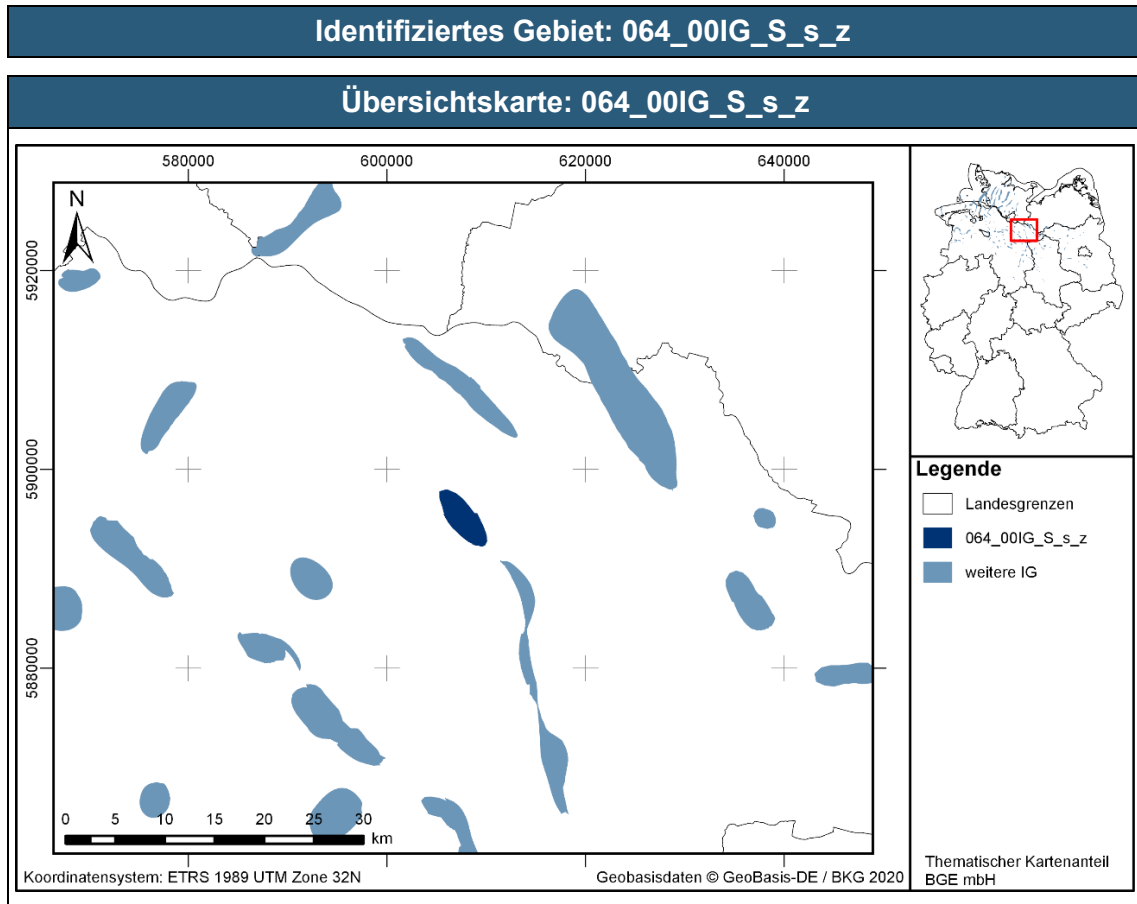 Identifiziertes Gebiet: 064_00IG_S_s_z
Übersichtskarte: 064_00IG_S_s_z
580000 600000 620000 640000
N
5920000
5900000
5880000
0 5 10 15 20 25 30
km
Koordinatensystem: ETRS 1989 UTM Zone 32N
Geobasisdaten © GeoBasis-DE / BKG 2020
Legende
Landesgrenzen
064_00IG_S_s_z
weitere IG
Thematischer Kartenanteil
BGE mbH